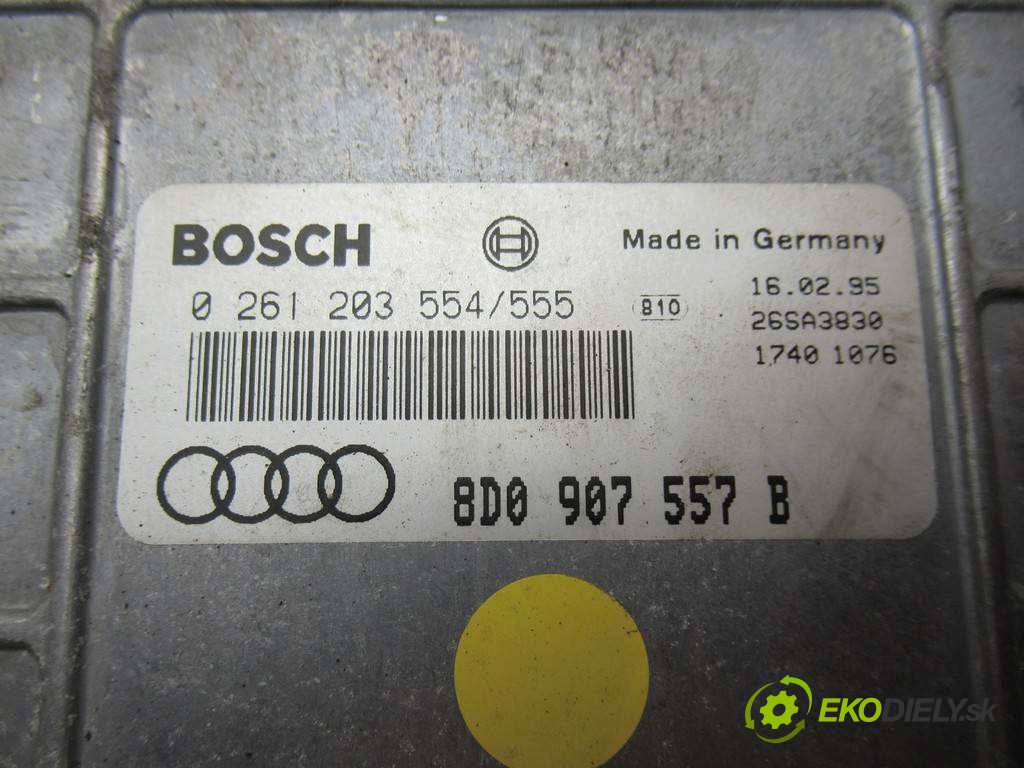 BOSCH
Made in Germany
0 261 203 554/555
810
16.02.95
26SA3830
1740 1076
8D0 907 557 B
EKODIELY.sk